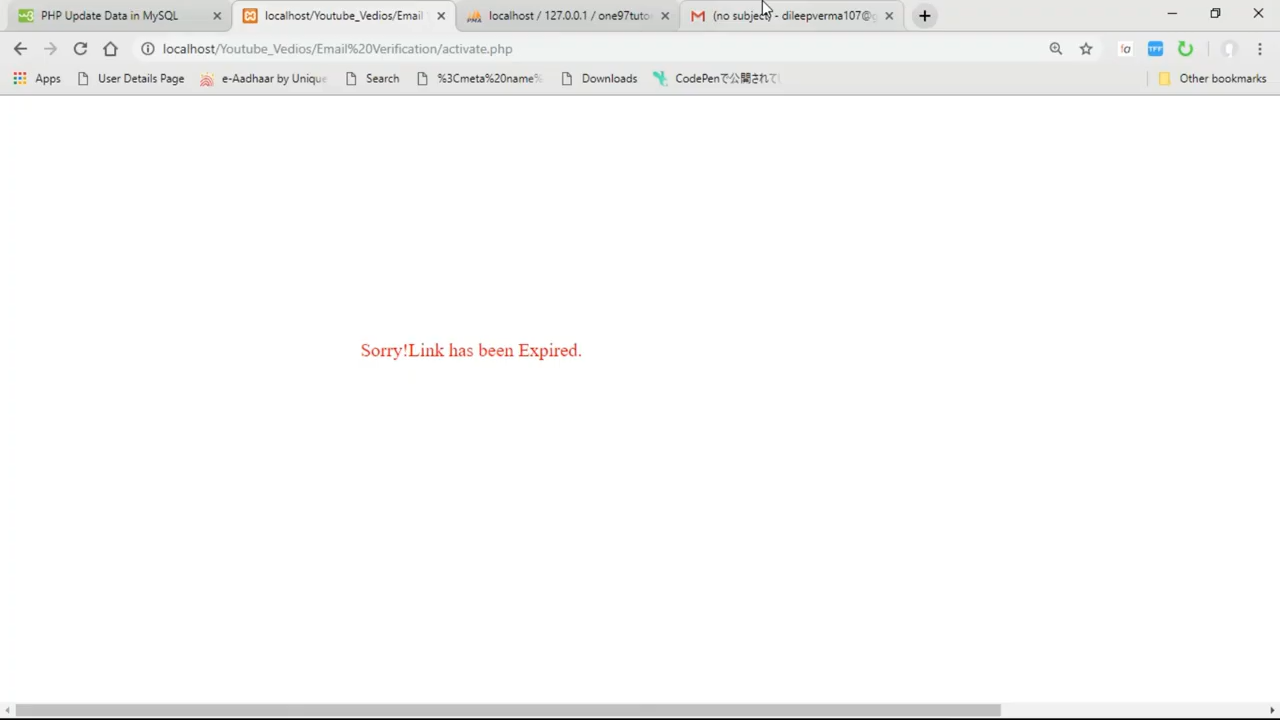 PHP Update Data in MySQL
localhost/Youtube_Vedios/Email
localhost / 127.0.0.1 / one97tuto
(no subject) - dileepverma107@g
localhost/Youtube_Vedios/Email%20Verification/activate.php
Apps
User Details Page
e-Aadhaar by Unique
Search
%3Cmeta%20name%
Downloads
CodePenで公開されて
Other bookmarks
Sorry!Link has been Expired.